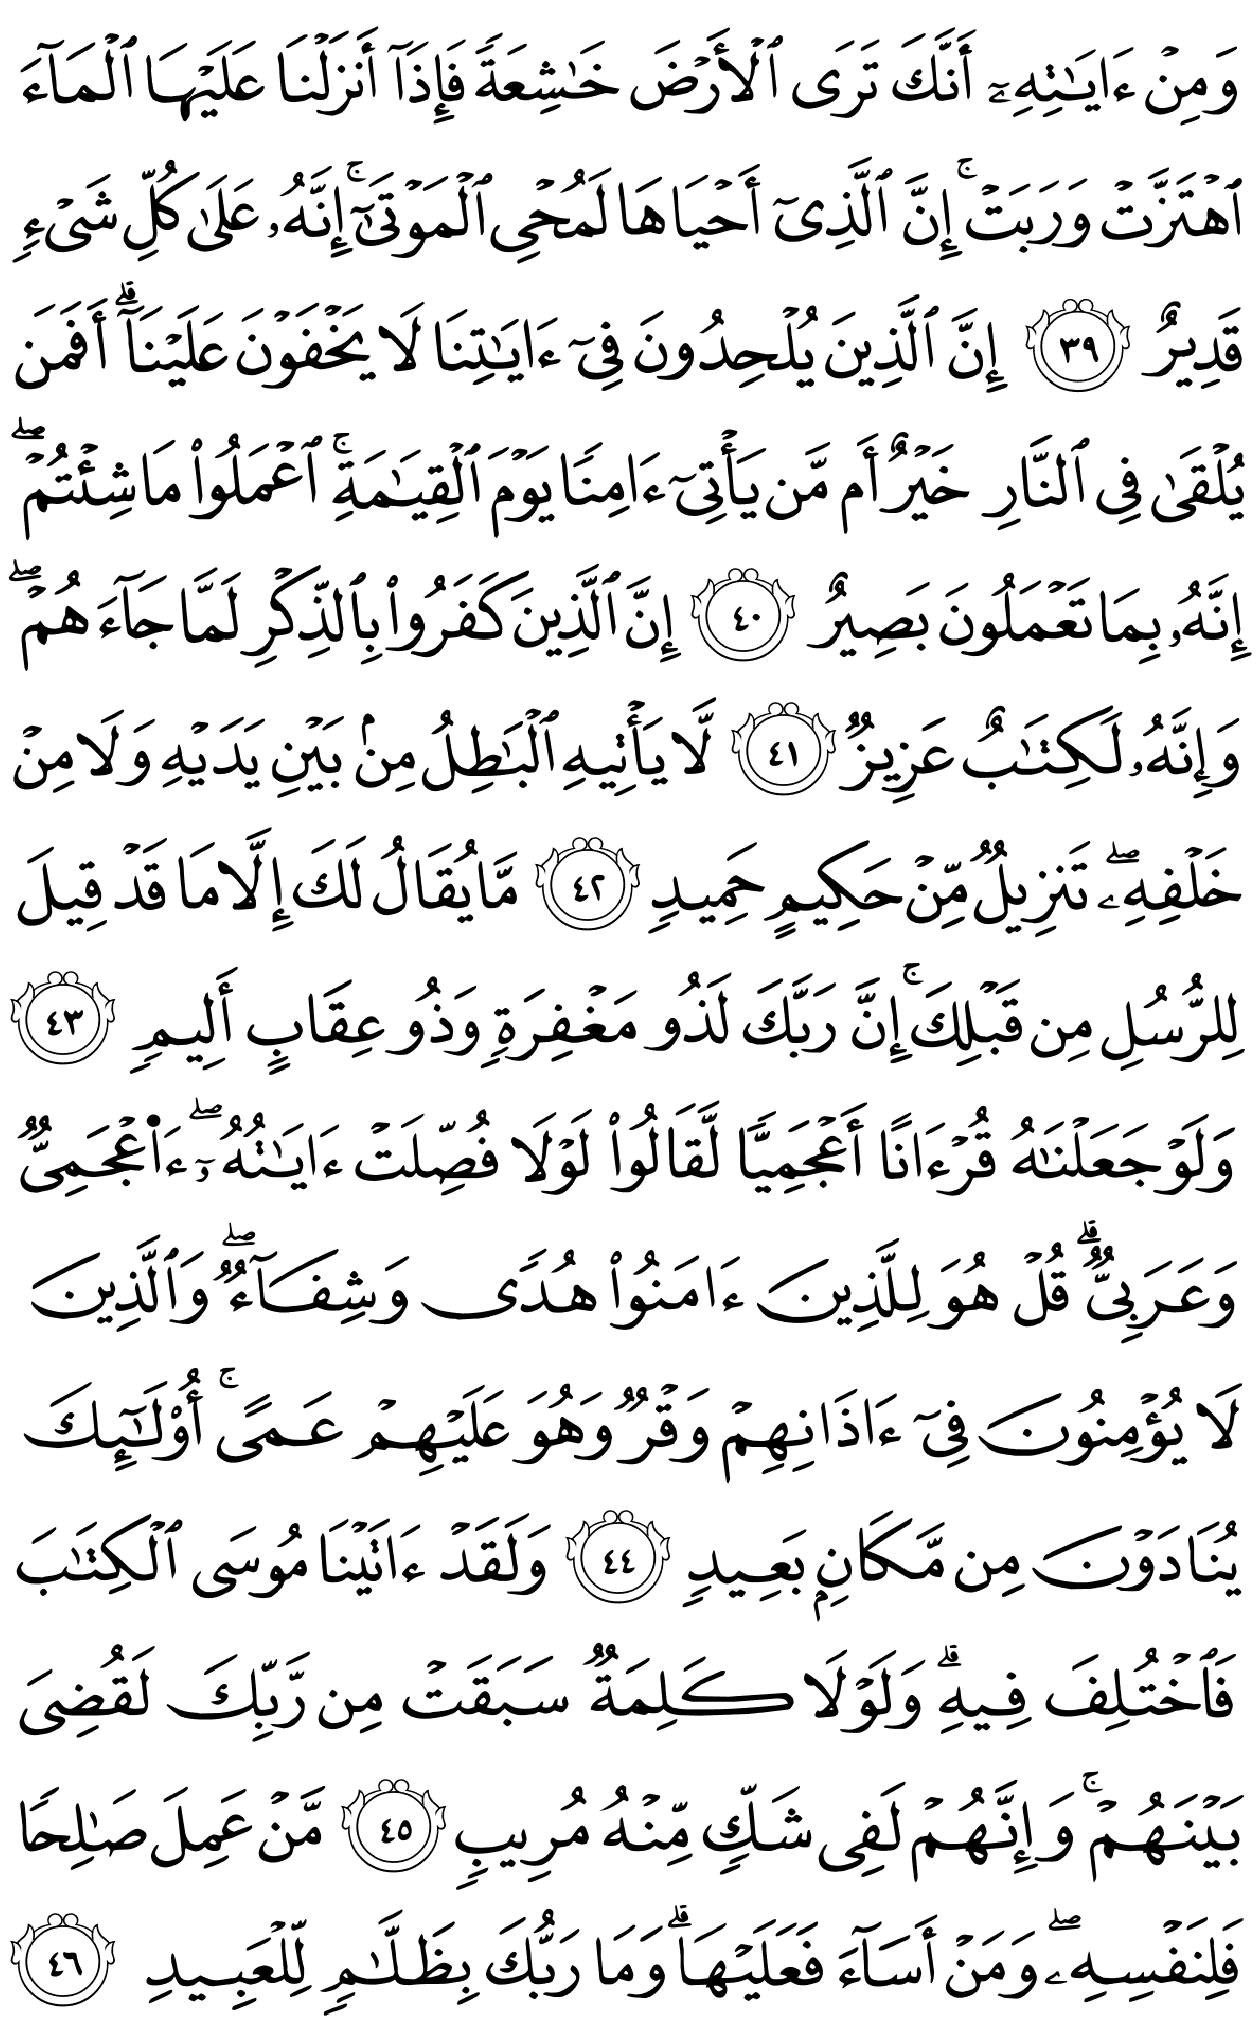 وَمِنْ ءَايَـٰتِهِۦٓ أَنَّكَ تَرَى ٱلْأَرْضَ خَـٰشِعَةً فَإِذَآ أَنزَلْنَا عَلَيْهَا ٱلْمَآءَ
ٱهْتَزَّتْ وَرَبَتْ ۚ إِنَّ ٱلَّذِىٓ أَحْيَاهَا لَمُحْىِ ٱلْمَوْتَىٰٓ ۚ إِنَّهُۥ عَلَىٰ كُلِّ شَىْءٍ
قَدِيرٌ ٣٩ إِنَّ ٱلَّذِينَ يُلْحِدُونَ فِىٓ ءَايَـٰتِنَا لَا يَخْفَوْنَ عَلَيْنَآ ۗ أَفَمَن
يُلْقَىٰ فِى ٱلنَّارِ خَيْرٌ أَم مَّن يَأْتِىٓ ءَامِنًا يَوْمَ ٱلْقِيَـٰمَةِ ۚ ٱعْمَلُوا۟ مَا شِئْتُمْ ۖ
إِنَّهُۥ بِمَا تَعْمَلُونَ بَصِيرٌ ٤٠ إِنَّ ٱلَّذِينَ كَفَرُوا۟ بِٱلذِّكْرِ لَمَّا جَآءَهُمْ ۖ
وَإِنَّهُۥ لَكِتَـٰبٌ عَزِيزٌ ٤١ لَّا يَأْتِيهِ ٱلْبَـٰطِلُ مِنۢ بَيْنِ يَدَيْهِ وَلَا مِنْ
خَلْفِهِۦ ۖ تَنزِيلٌ مِّنْ حَكِيمٍ حَمِيدٍ ٤٢ مَّا يُقَالُ لَكَ إِلَّا مَا قَدْ قِيلَ
لِلرُّسُلِ مِن قَبْلِكَ ۚ إِنَّ رَبَّكَ لَذُو مَغْفِرَةٍ وَذُو عِقَابٍ أَلِيمٍ ٤٣
وَلَوْ جَعَلْنَـٰهُ قُرْءَانًا أَعْجَمِيًّا لَّقَالُوا۟ لَوْلَا فُصِّلَتْ ءَايَـٰتُهُۥٓ ۖ ءَا۬عْجَمِىٌّ
وَعَرَبِىٌّ ۗ قُلْ هُوَ لِلَّذِينَ ءَامَنُوا۟ هُدًى وَشِفَآءٌ ۖ وَٱلَّذِينَ
لَا يُؤْمِنُونَ فِىٓ ءَاذَانِهِمْ وَقْرٌ وَهُوَ عَلَيْهِمْ عَمًى ۚ أُو۟لَـٰٓئِكَ
يُنَادَوْنَ مِن مَّكَانٍۭ بَعِيدٍ ٤٤ وَلَقَدْ ءَاتَيْنَا مُوسَى ٱلْكِتَـٰبَ
فَٱخْتُلِفَ فِيهِ ۗ وَلَوْلَا كَلِمَةٌ سَبَقَتْ مِن رَّبِّكَ لَقُضِىَ
بَيْنَهُمْ ۚ وَإِنَّهُمْ لَفِى شَكٍّ مِّنْهُ مُرِيبٍ ٤٥ مَّنْ عَمِلَ صَـٰلِحًا
فَلِنَفْسِهِۦ ۖ وَمَنْ أَسَآءَ فَعَلَيْهَا ۗ وَمَا رَبُّكَ بِظَلَّـٰمٍ لِّلْعَبِيدِ ٤٦